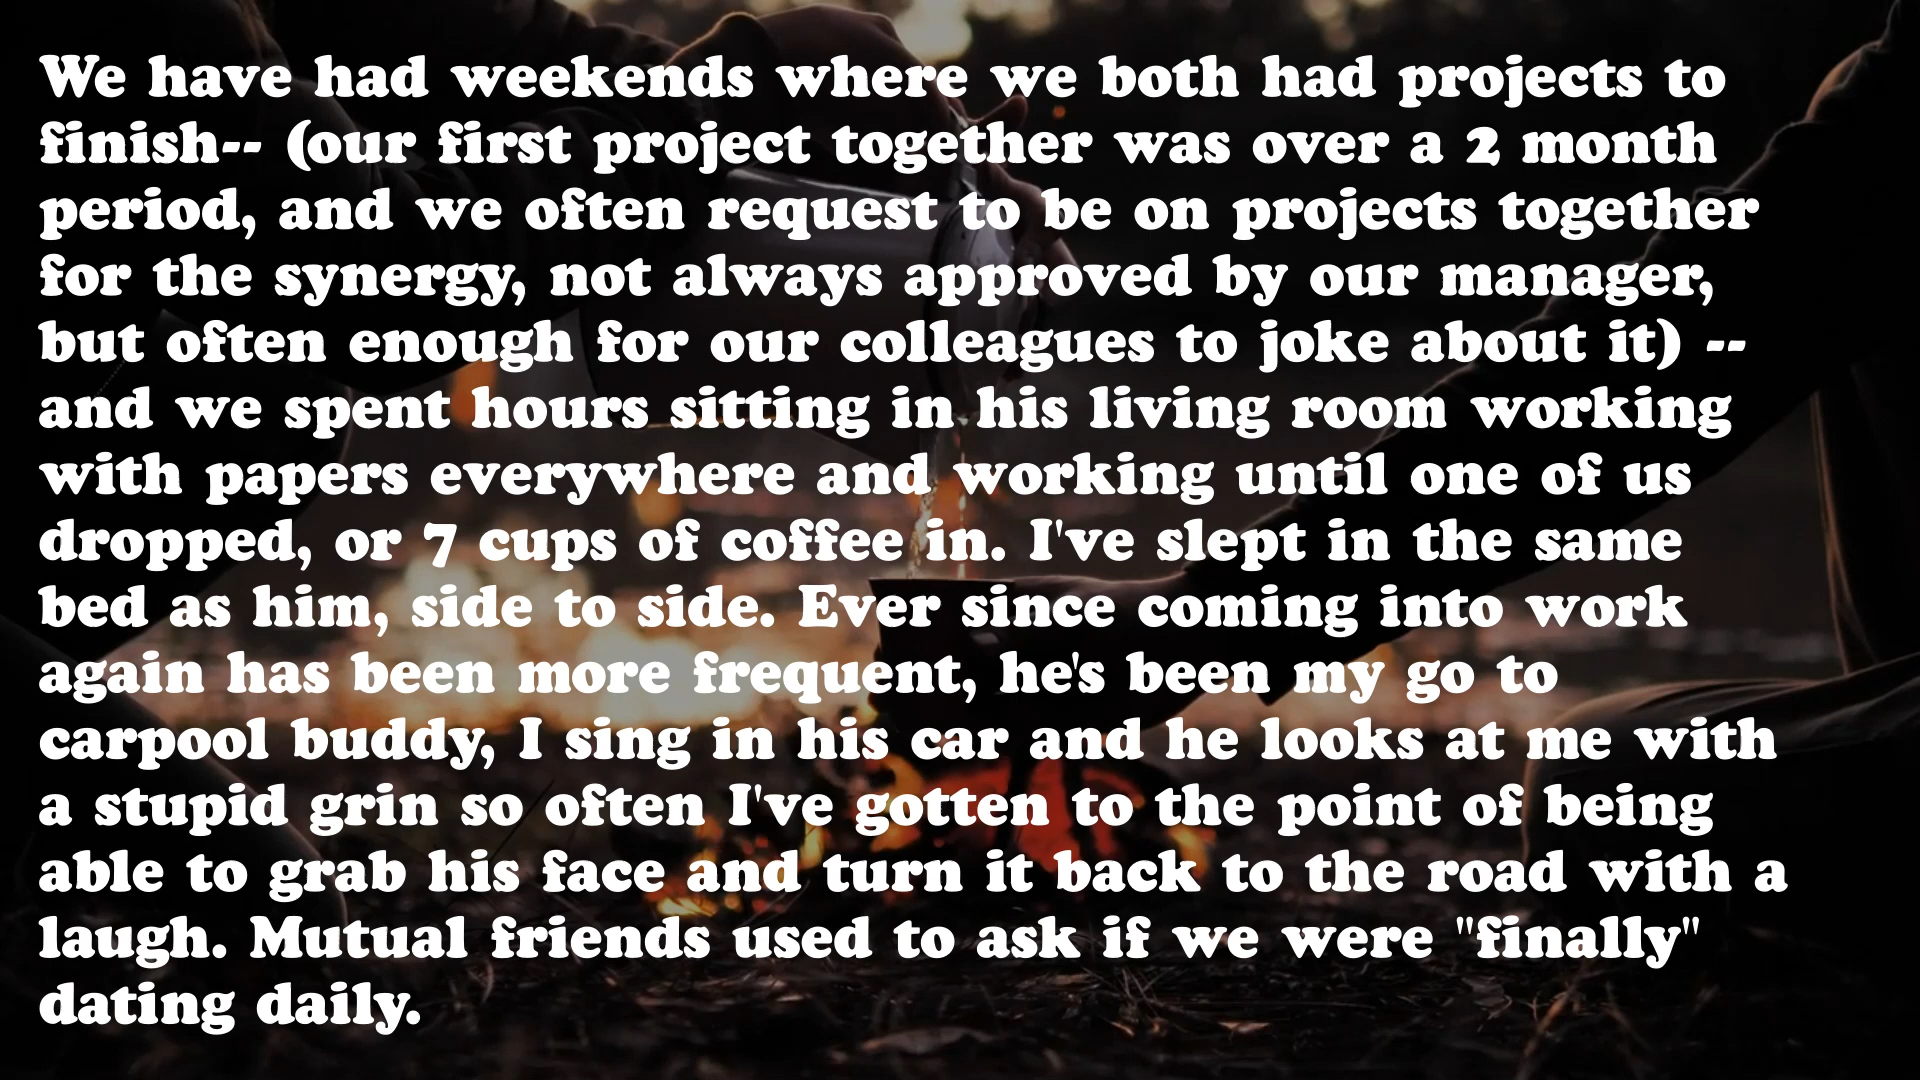 We have had weekends where we both had projects to
finish-- (our first project together was over a 2 month
period, and we often request to be on projects together
for the synergy, not always approved by our manager,
but often enough for our colleagues to joke about it) --
and we spent hours sitting in his living room working
with papers everywhere and working until one of us
dropped, or 7 cups of coffee in. I've slept in the same
bed as him, side to side. Ever since coming into work
again has been more frequent, he's been my go to
carpool buddy, I sing in his car and he looks at me with
a stupid grin so often I've gotten to the point of being
able to grab his face and turn it back to the road with a
laugh. Mutual friends used to ask if we were "finally"
dating daily.